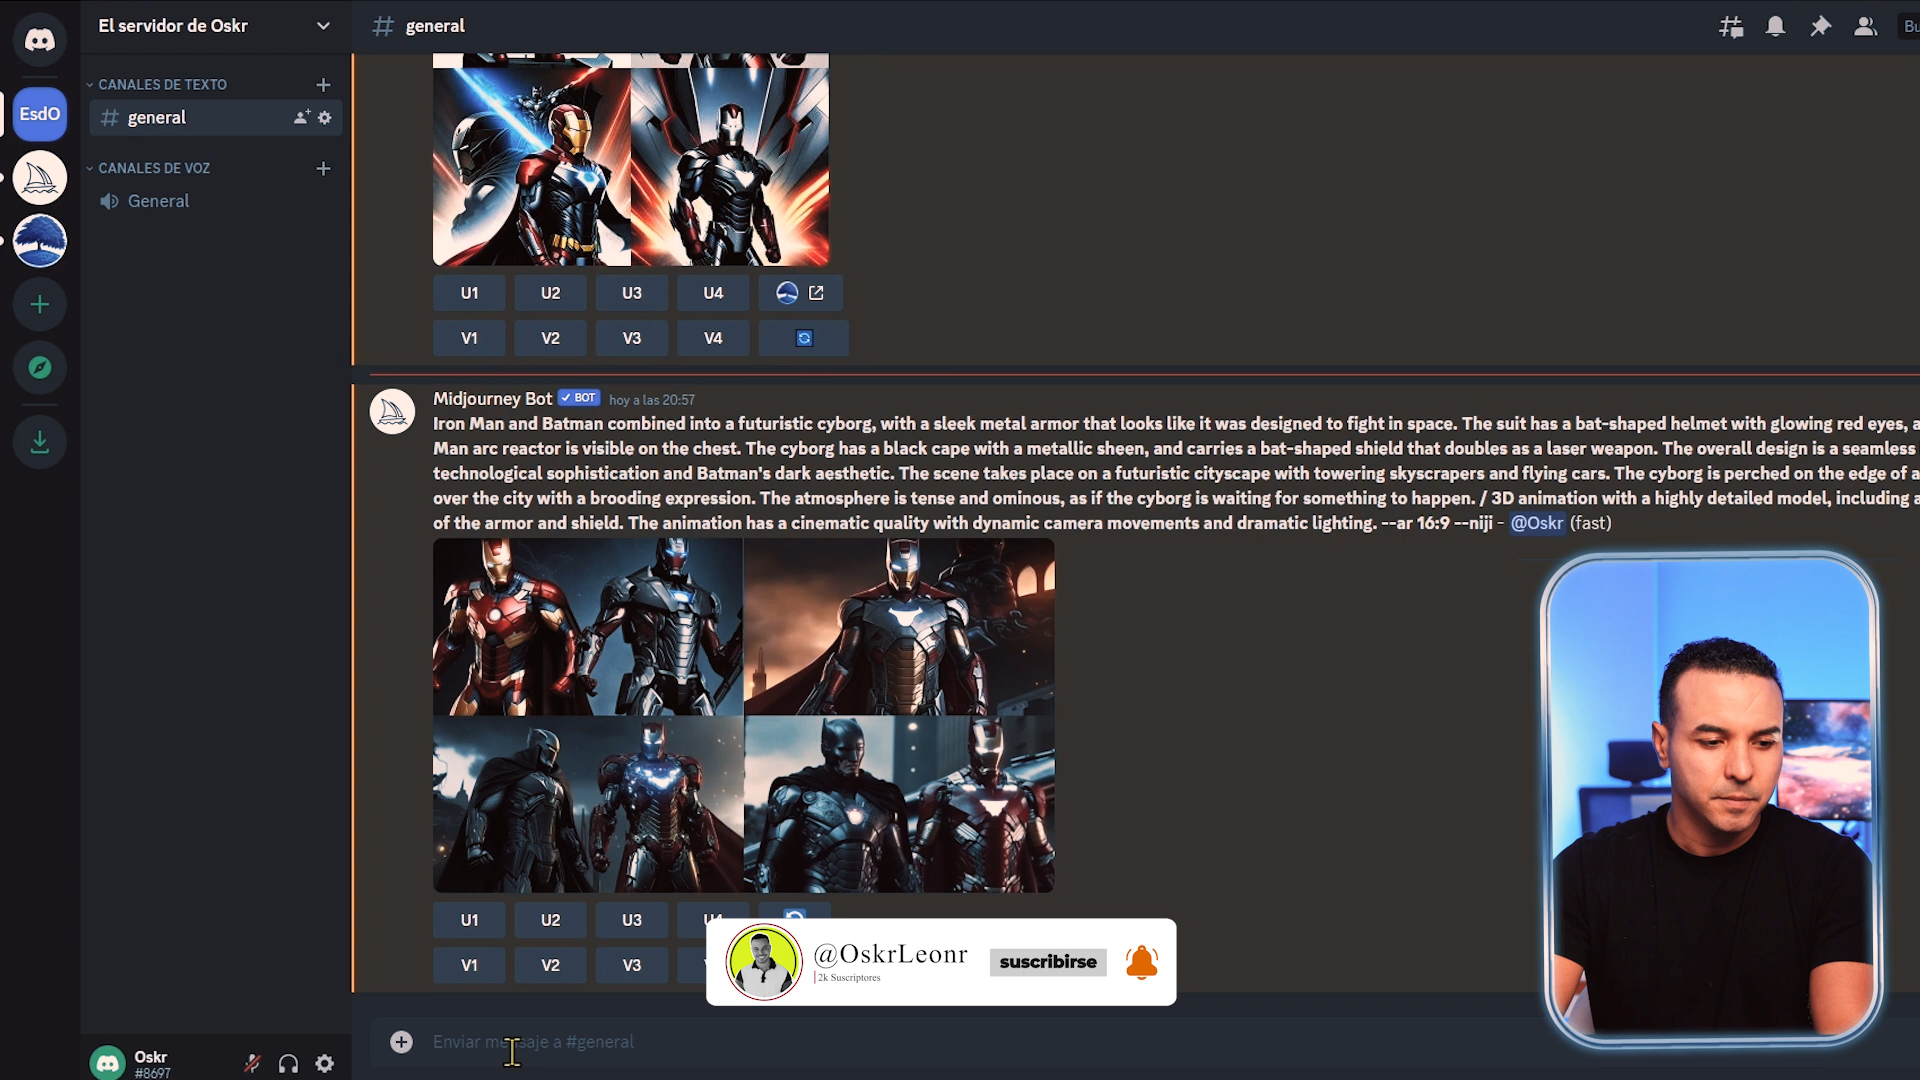 El servidor de Oskr
# general
Bu
CANALES DE TEXTO
EsdO
# general
CANALES DE VOZ
General
U1 U2 U3 U4
V1 V2 V3 V4
Midjourney Bot BOT hoy a las 20:57
Iron Man and Batman combined into a futuristic cyborg, with a sleek metal armor that looks like it was designed to fight in space. The suit has a bat-shaped helmet with glowing red eyes, a
Man arc reactor is visible on the chest. The cyborg has a black cape with a metallic sheen, and carries a bat-shaped shield that doubles as a laser weapon. The overall design is a seamless
technological sophistication and Batman's dark aesthetic. The scene takes place on a futuristic cityscape with towering skyscrapers and flying cars. The cyborg is perched on the edge of a
over the city with a brooding expression. The atmosphere is tense and ominous, as if the cyborg is waiting for something to happen. / 3D animation with a highly detailed model, including a
of the armor and shield. The animation has a cinematic quality with dynamic camera movements and dramatic lighting. --ar 16:9 --niji - @Oskr (fast)
U1 U2 U3 U4
V1 V2 V3
@OskrLeonr
2k Suscriptores
suscribirse
Enviar mensaje a #general
Oskr
#8697